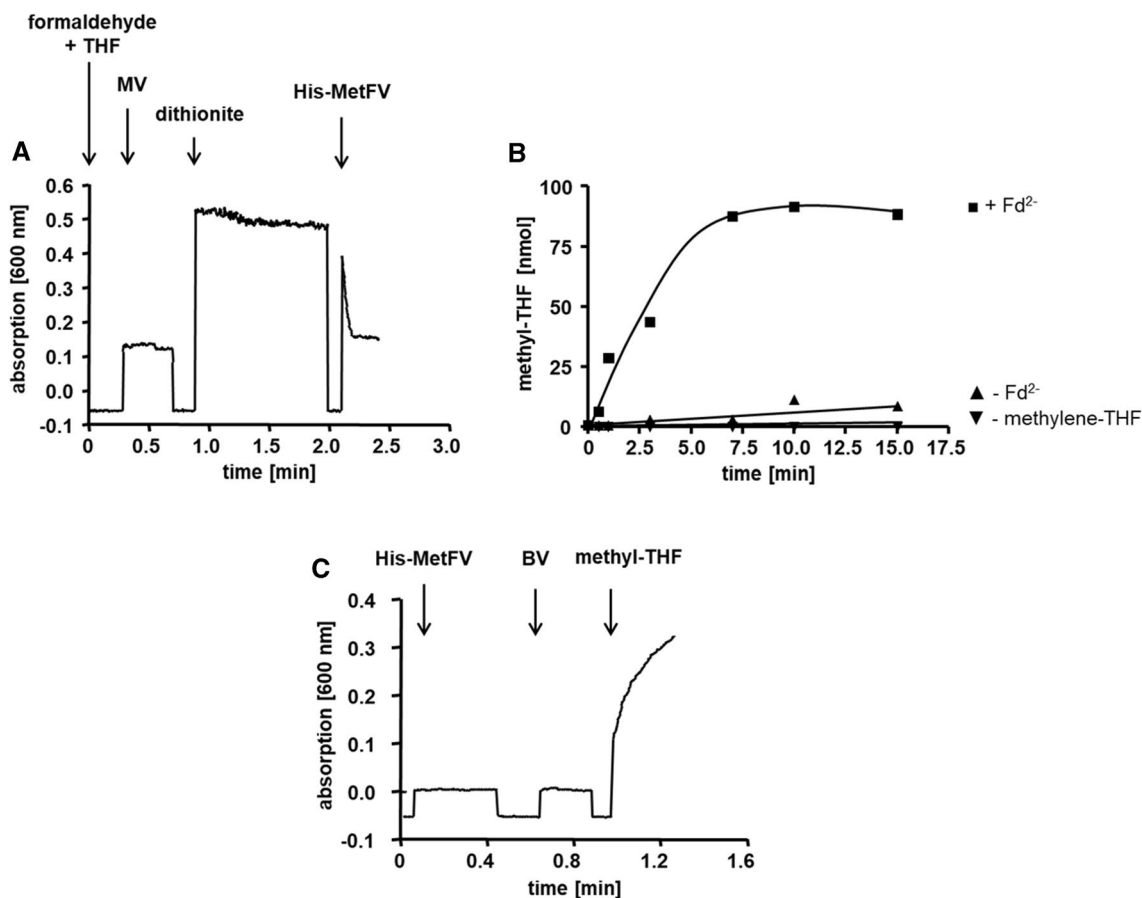 formaldehyde
+ THF
MV
dithionite
His-MetFV
A
absorption [600 nm]
0.6
0.5
0.4
0.3
0.2
0.1
0.0
-0.1
0 0.5 1.0 1.5 2.0 2.5 3.0
time [min]
B
methyl-THF [nmol]
100
75
50
25
0
0 2.5 5.0 7.5 10.0 12.5 15.0 17.5
time [min]
+ Fd²⁻
- Fd²⁻
- methylene-THF
C
His-MetFV BV methyl-THF
absorption [600 nm]
0.4
0.3
0.2
0.1
0.0
-0.1
0 0.4 0.8 1.2 1.6
time [min]